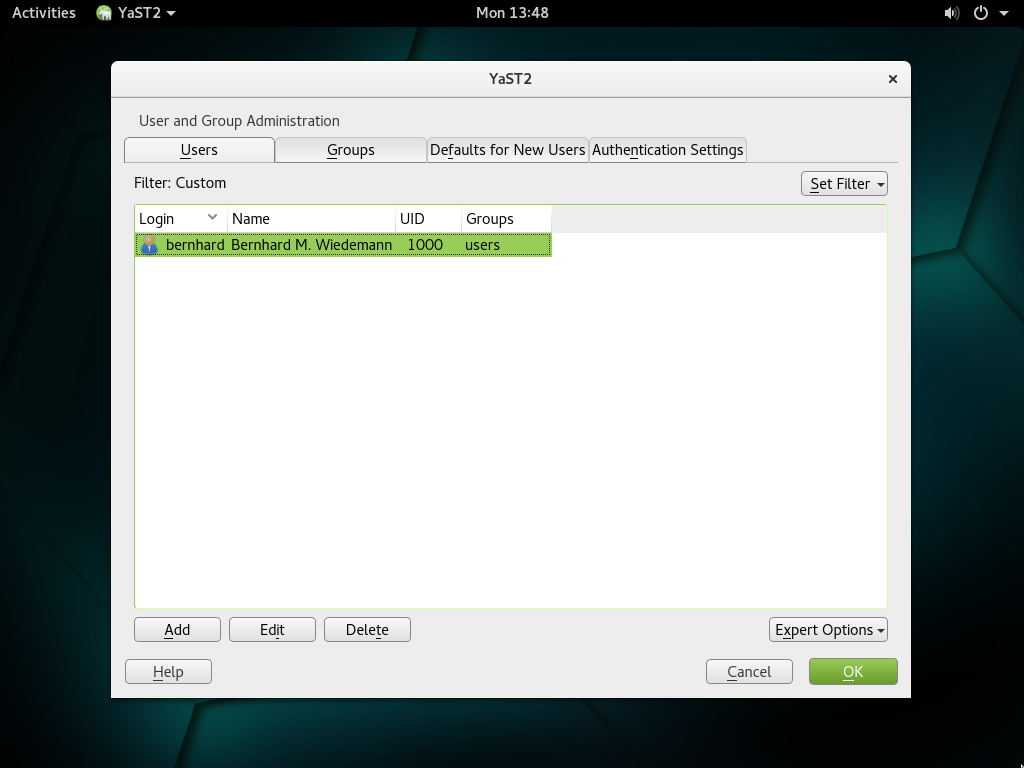 Activities YaST2 Mon 13:48
YaST2
User and Group Administration
Users Groups Defaults for New Users Authentication Settings
Filter: Custom Set Filter
Login Name UID Groups
bernhard Bernhard M. Wiedemann 1000 users
Add Edit Delete Expert Options
Help Cancel OK